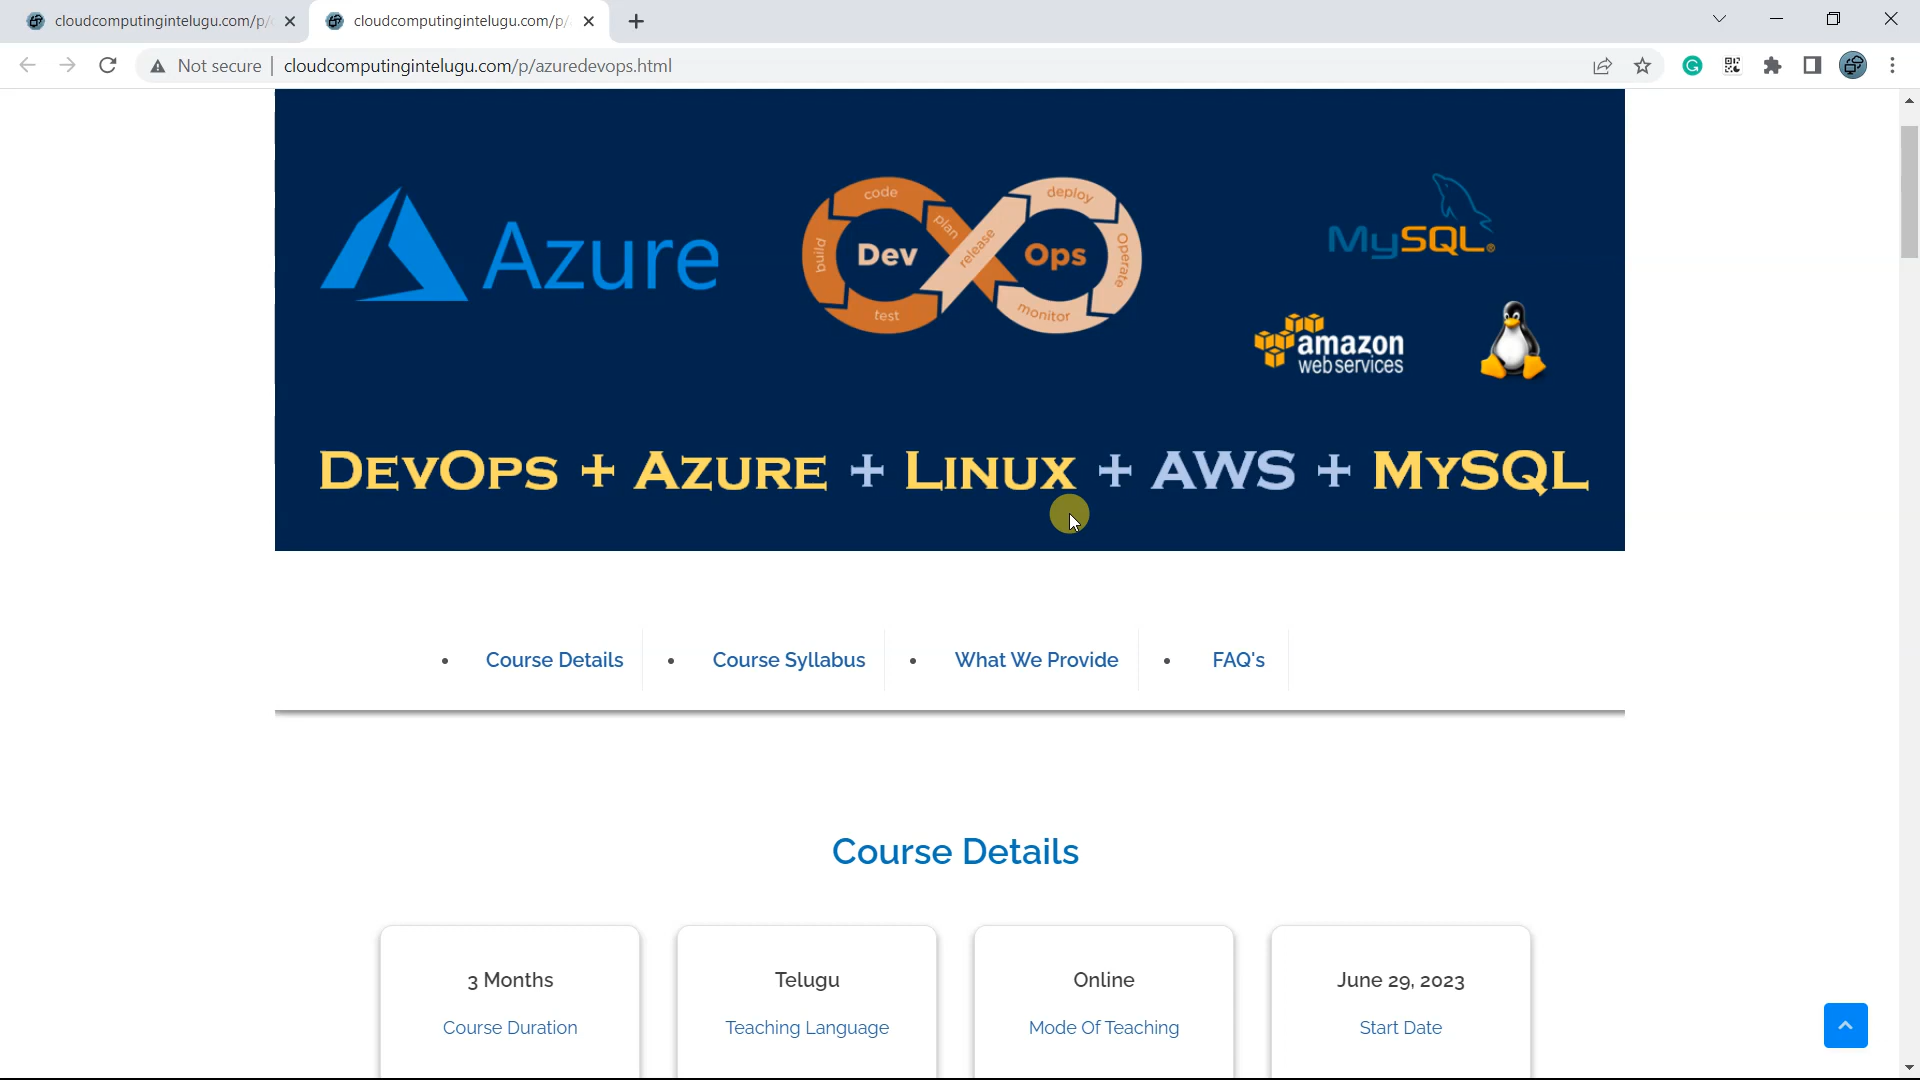 cloudcomputingintelugu.com/p/
cloudcomputingintelugu.com/p/
Not secure
cloudcomputingintelugu.com/p/azuredevops.html
Azure
code
plan
build
test
release
deploy
Operate
monitor
Dev
Ops
MySQL
amazon
webservices
DEVOPS + AZURE + LINUX + AWS + MYSQL
• Course Details • Course Syllabus • What We Provide • FAQ's
Course Details
3 Months
Course Duration
Telugu
Teaching Language
Online
Mode Of Teaching
June 29, 2023
Start Date